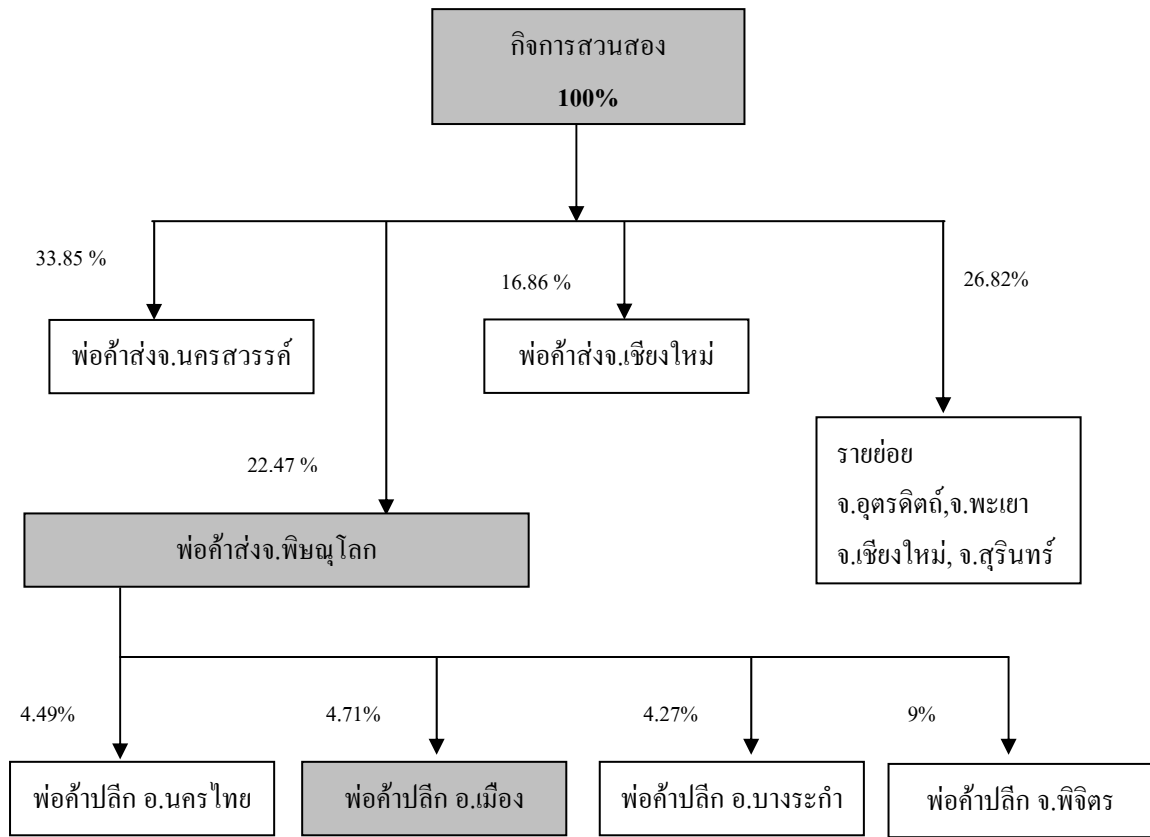 กิจการสวนสอง
100%
33.85 %
16.86 %
26.82%
พ่อค้าส่งจ.นครสวรรค์
พ่อค้าส่งจ.เชียงใหม่
22.47 %
รายย่อย
จ.อุตรดิตถ์,จ.พะเยา
จ.เชียงใหม่, จ.สุรินทร์
พ่อค้าส่งจ.พิษณุโลก
4.49%
4.71%
4.27%
9%
พ่อค้าปลีก อ.นครไทย
พ่อค้าปลีก อ.เมือง
พ่อค้าปลีก อ.บางระกำ
พ่อค้าปลีก จ.พิจิตร